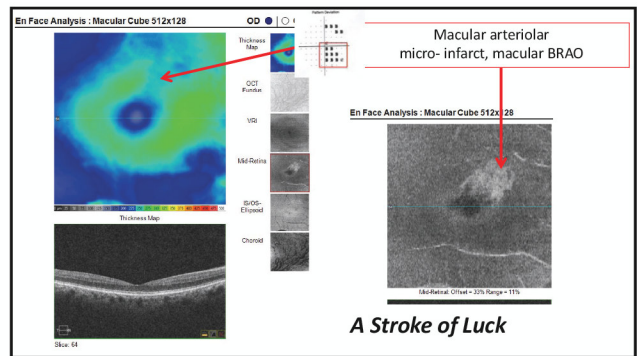 En Face Analysis : Macular Cube 512x128
OD
Thickness
Map
OCT
Fundus
VRI
Mid-Retina
IS/OS-
Ellipsoid
Choroid
Thickness Map
Slice: 64
Macular arteriolar
micro- infarct, macular BRAO
En Face Analysis : Macular Cube 512x128
Mid-Retinal: Offset = 33% Range = 11%
A Stroke of Luck